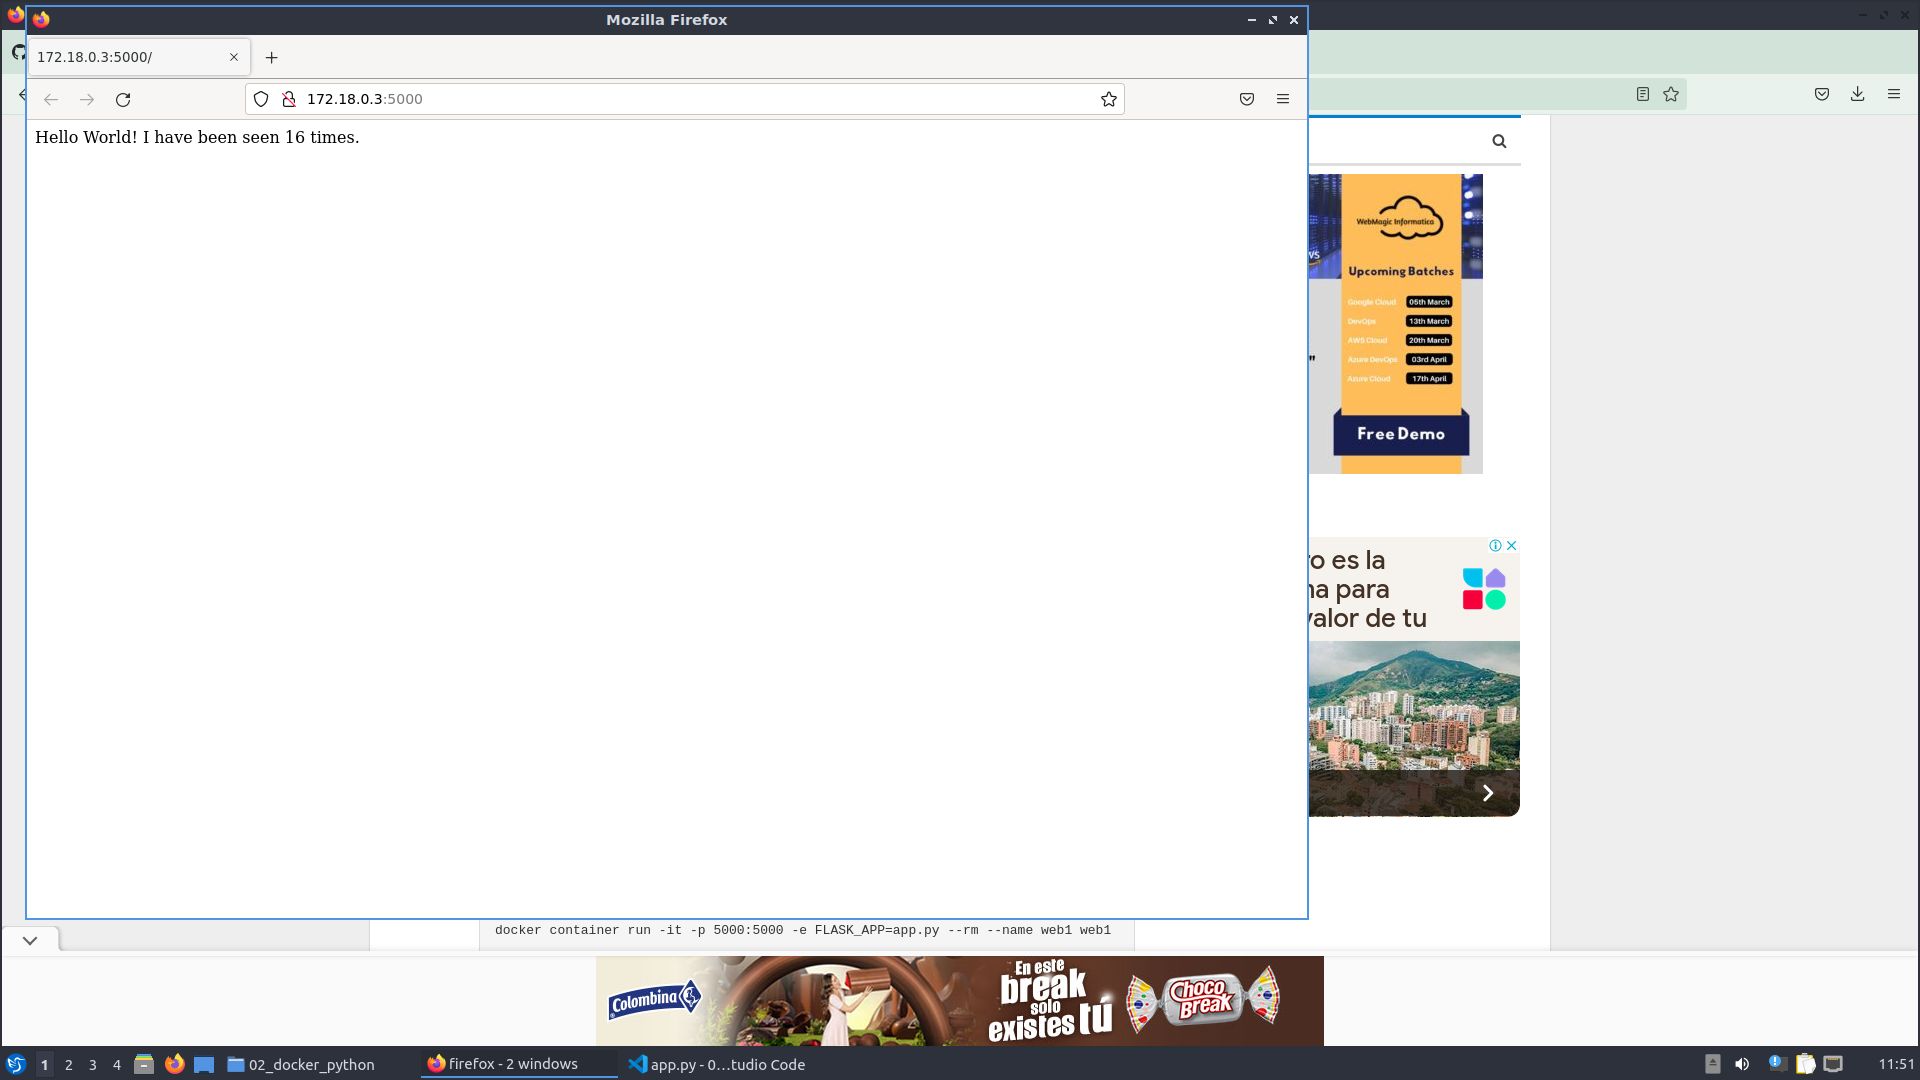 Mozilla Firefox
172.18.0.3:5000/
172.18.0.3:5000
Hello World! I have been seen 16 times.
WebMagic Informatica
WS
Upcoming Batches
Google Cloud 05th March
DevOps 13th March
AWS Cloud 20th March
Azure DevOps 03rd April
Azure Cloud 17th April
"
Free Demo
ro es la
na para
valor de tu
docker container run -it -p 5000:5000 -e FLASK_APP=app.py --rm --name web1 web1
Colombina
En este
break
solo
existes tú
Choco
Break
1 2 3 4 02_docker_python firefox - 2 windows app.py - 0...tudio Code 11:51